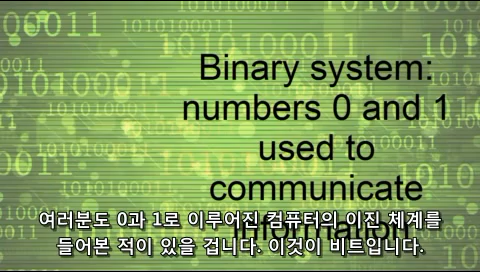 Binary system:
numbers 0 and 1
used to
communicate
information
여러분도 0과 1로 이루어진 컴퓨터의 이진 체계를
들어본 적이 있을 겁니다. 이것이 비트입니다.